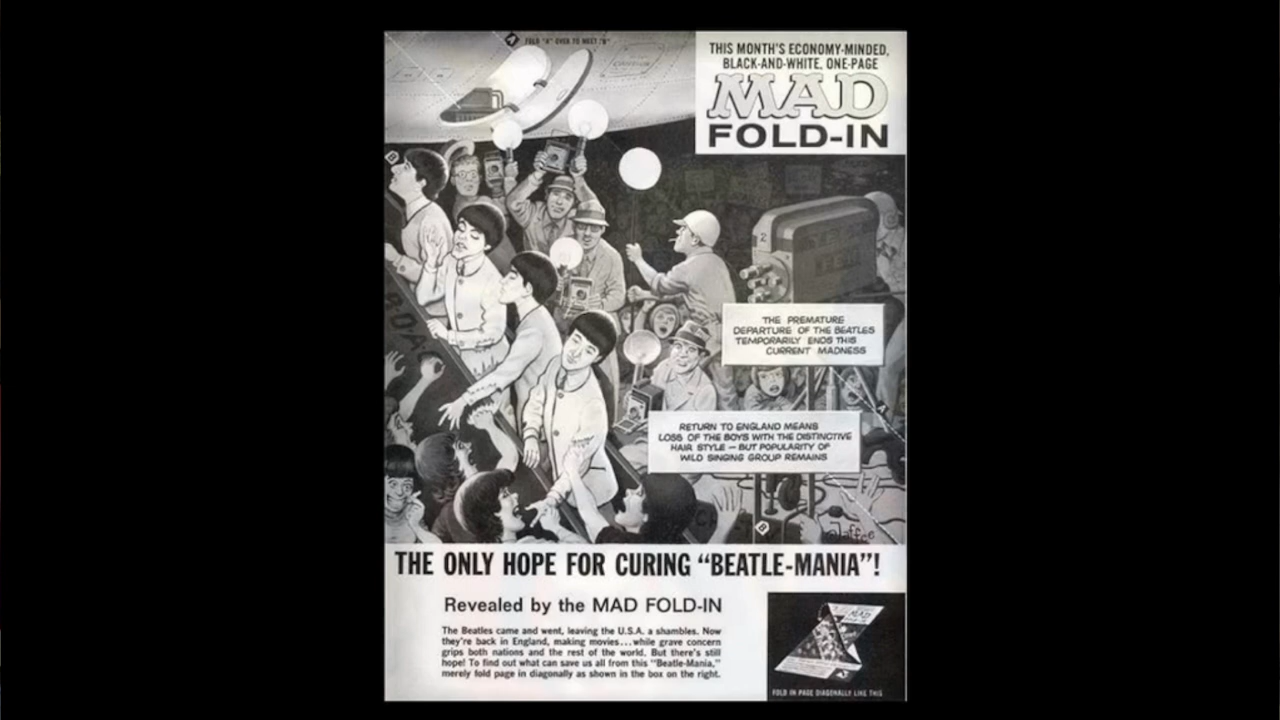 FOLD "A" OVER TO MEET "B"
THIS MONTH'S ECONOMY-MINDED,
BLACK-AND-WHITE, ONE-PAGE
MAD
FOLD-IN
2
BOAC
THE PREMATURE
DEPARTURE OF THE BEATLES
TEMPORARILY ENDS THIS
CURRENT MADNESS
RETURN TO ENGLAND MEANS
LOSS OF THE BOYS WITH THE DISTINCTIVE
HAIR STYLE — BUT POPULARITY OF
WILD SINGING GROUP REMAINS
B
THE ONLY HOPE FOR CURING "BEATLE-MANIA"!
Revealed by the MAD FOLD-IN
The Beatles came and went, leaving the U.S.A. a shambles. Now
they're back in England, making movies...while grave concern
grips both nations and the rest of the world. But there's still
hope! To find out what can save us all from this "Beatle-Mania,"
merely fold page in diagonally as shown in the box on the right.
FOLD IN PAGE DIAGONALLY LIKE THIS